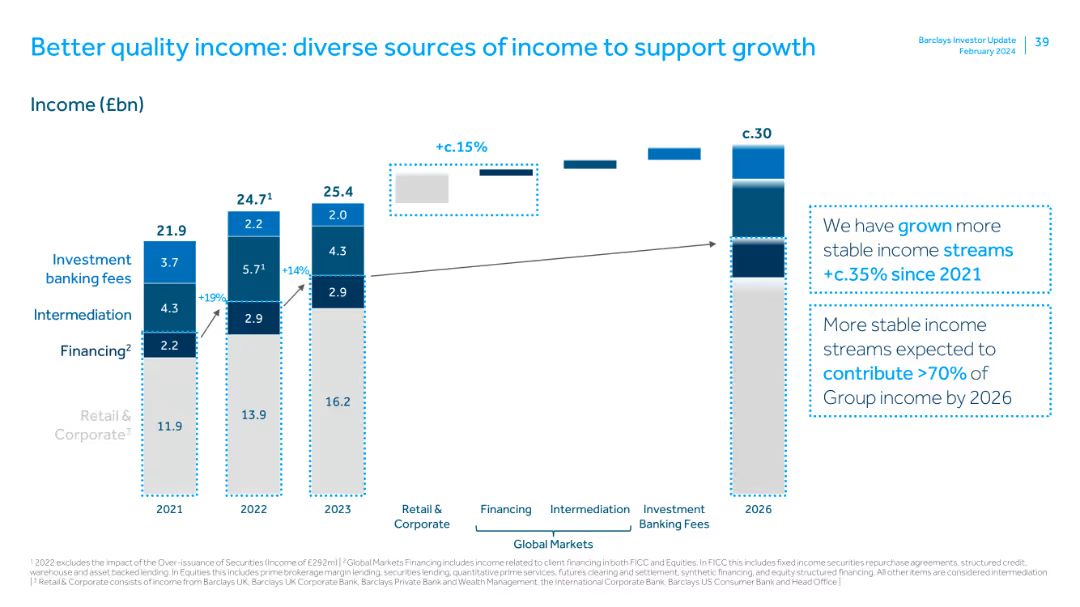 Better quality income: diverse sources of income to support growth
Barclays Investor Update
February 2024
39
Income (£bn)
21.9
3.7
4.3
2.2
11.9
+19%
24.7¹
2.2
5.7¹
2.9
13.9
+14%
25.4
2.0
4.3
2.9
16.2
+c.15%
c.30
Investment
banking fees
Intermediation
Financing²
Retail &
Corporate³
We have grown more
stable income streams
+c.35% since 2021
More stable income
streams expected to
contribute >70% of
Group income by 2026
2021
2022
2023
Retail &
Corporate
Financing
Intermediation
Investment
Banking Fees
2026
Global Markets
¹ 2022 excludes the impact of the Over-issuance of Securities (Income of £292m) | ² Global Markets Financing includes income related to client financing in both FICC and Equities. In FICC this includes fixed income securities repurchase agreements, structured credit,
warehouse and asset backed lending. In Equities this includes prime brokerage margin lending, securities lending, quantitative prime services, futures clearing and settlement, synthetic financing, and equity structured financing. All other items are considered intermediation
| ³ Retail & Corporate consists of income from Barclays UK, Barclays UK Corporate Bank, Barclays Private Bank and Wealth Management, the International Corporate Bank, Barclays US Consumer Bank and Head Office |